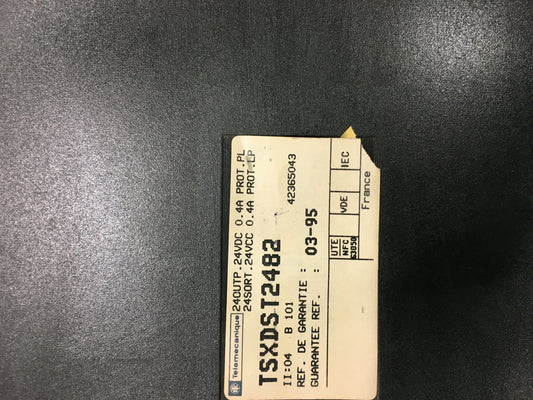 Telemecanique
24OUTP.24VDC 0.4A PROT.PL
24SORT.24VCC 0.4A PROT.LP
TSXDST2482
II:04 B 101 42365043
REF. DE GARANTIE :
GUARANTEE REF. : 03-95
UTE
NFC
63850
VDE
IEC
France